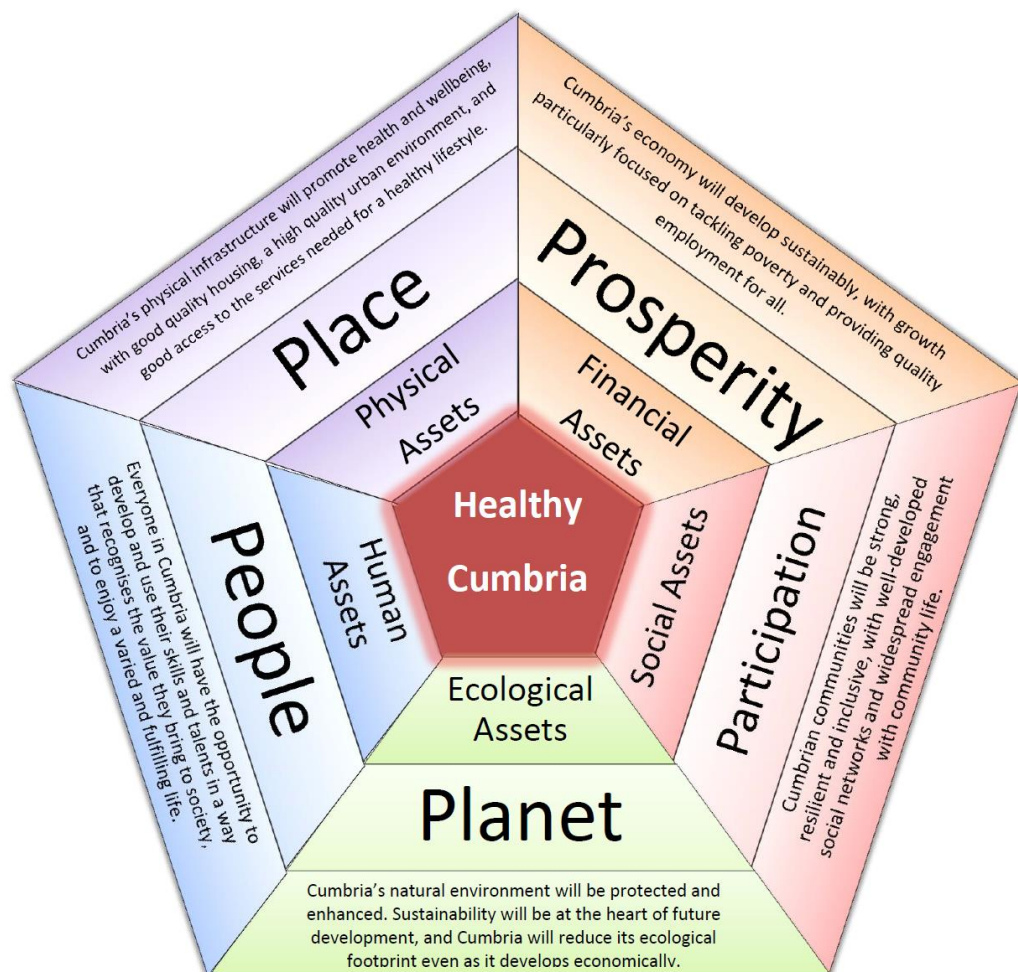 Cumbria's physical infrastructure will promote health and wellbeing,
with good quality housing, a high quality urban environment, and
good access to the services needed for a healthy lifestyle.
Place
Physical
Assets
Cumbria's economy will develop sustainably, with growth
particularly focused on tackling poverty and providing quality
employment for all.
Prosperity
Financial
Assets
Healthy
Cumbria
Everyone in Cumbria will have the opportunity to
develop and use their skills and talents in a way
that recognises the value they bring to society,
and to enjoy a varied and fulfilling life.
People
Human
Assets
Social Assets
Participation
Cumbrian communities will be strong,
resilient and inclusive, with well-developed
social networks and widespread engagement
with community life.
Ecological
Assets
Planet
Cumbria's natural environment will be protected and
enhanced. Sustainability will be at the heart of future
development, and Cumbria will reduce its ecological
footprint even as it develops economically.